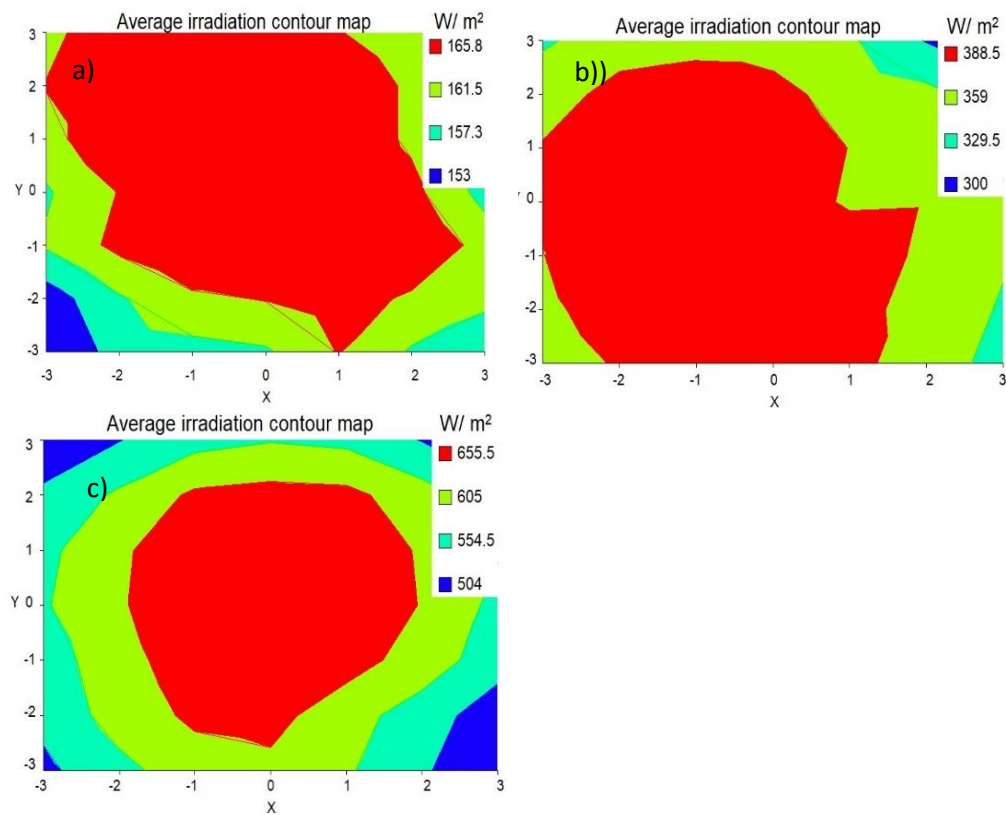 Average irradiation contour map
W/ m²
a)
165.8
161.5
157.3
153
3
2
1
Y 0
-1
-2
-3
-3 -2 -1 0 1 2 3
X
Average irradiation contour map
W/ m²
b))
388.5
359
329.5
300
3
2
1
Y 0
-1
-2
-3
-3 -2 -1 0 1 2 3
X
Average irradiation contour map
W/ m²
c)
655.5
605
554.5
504
3
2
1
Y 0
-1
-2
-3
-3 -2 -1 0 1 2 3
X